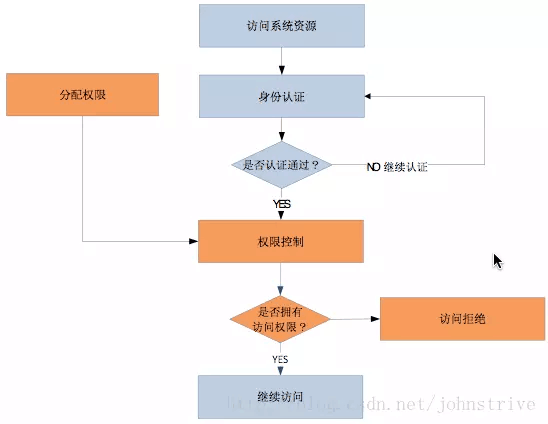 访问系统资源
分配权限
身份认证
是否认证通过？
NO 继续认证
YES
权限控制
是否拥有
访问权限？
访问拒绝
YES
继续访问
http://blog.csdn.net/johnstrive